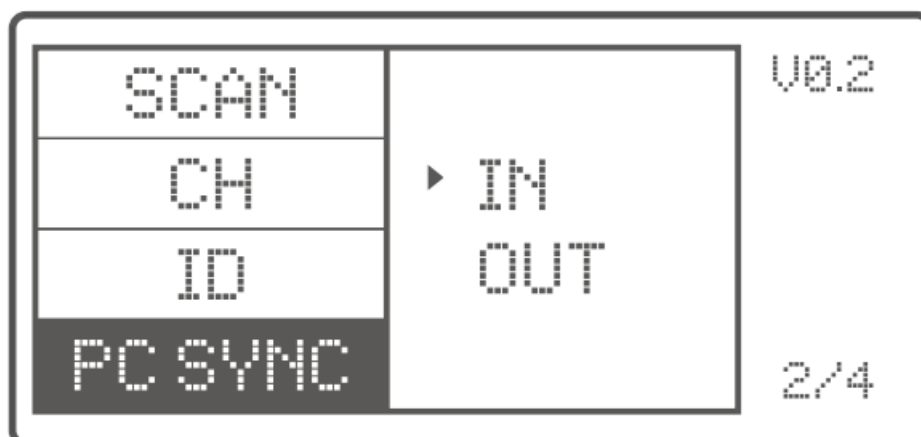 SCAN
CH
ID
PC SYNC
▶ IN
OUT
V0.2
2/4